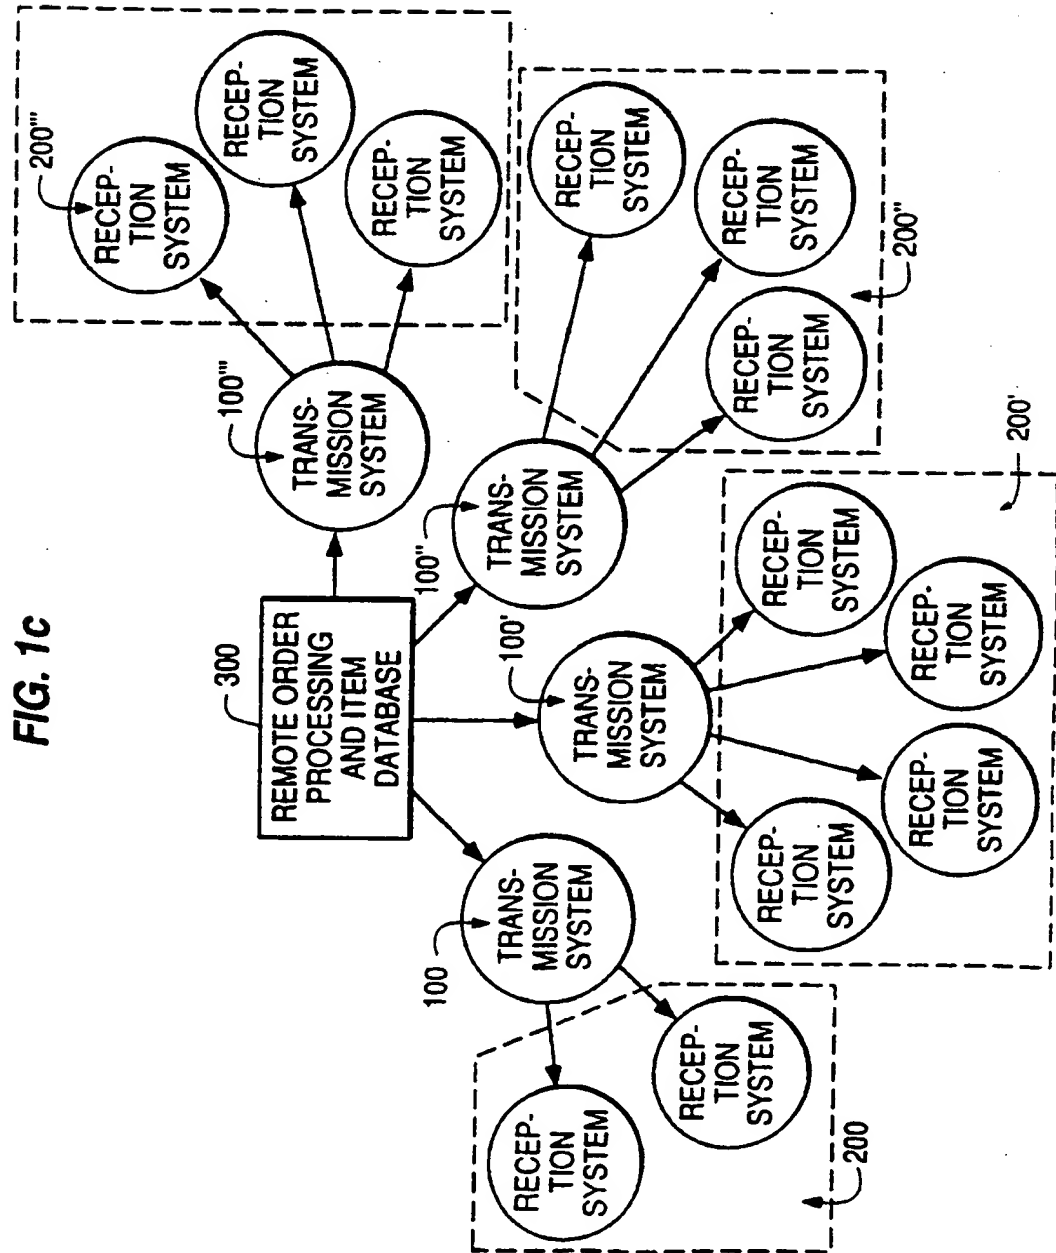 FIG. 1c
300
REMOTE ORDER
PROCESSING
AND ITEM
DATABASE
100
TRANS-
MISSION
SYSTEM
100'
TRANS-
MISSION
SYSTEM
100''
TRANS-
MISSION
SYSTEM
100'''
TRANS-
MISSION
SYSTEM
RECEP-
TION
SYSTEM
RECEP-
TION
SYSTEM
200
RECEP-
TION
SYSTEM
RECEP-
TION
SYSTEM
RECEP-
TION
SYSTEM
RECEP-
TION
SYSTEM
200'
RECEP-
TION
SYSTEM
RECEP-
TION
SYSTEM
RECEP-
TION
SYSTEM
200''
200'''
RECEP-
TION
SYSTEM
RECEP-
TION
SYSTEM
RECEP-
TION
SYSTEM